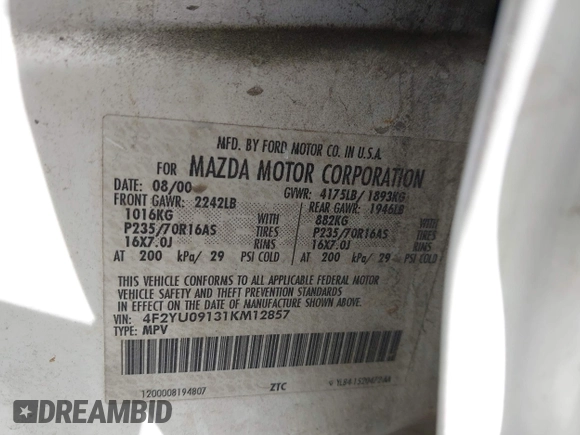 MFD. BY FORD MOTOR CO. IN U.S.A.
FOR MAZDA MOTOR CORPORATION
DATE: 08/00 GVWR: 4175LB/ 1893KG
FRONT GAWR: 2242LB REAR GAWR: 1946LB
1016KG WITH 882KG WITH
P235/70R16AS TIRES P235/70R16AS TIRES
16X7.0J RIMS 16X7.0J RIMS
AT 200 kPa/ 29 PSI COLD AT 200 kPa/ 29 PSI COLD
THIS VEHICLE CONFORMS TO ALL APPLICABLE FEDERAL MOTOR
VEHICLE SAFETY AND THEFT PREVENTION STANDARDS
IN EFFECT ON THE DATE OF MANUFACTURE SHOWN ABOVE.
VIN: 4F2YU09131KM12857
TYPE: MPV
1200008194807 ZTC
DREAMBID